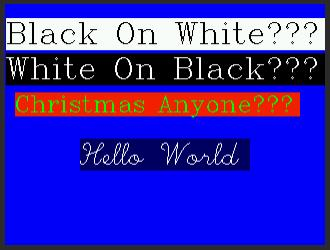 Black On White???
White On Black???
Christmas Anyone???
Hello World